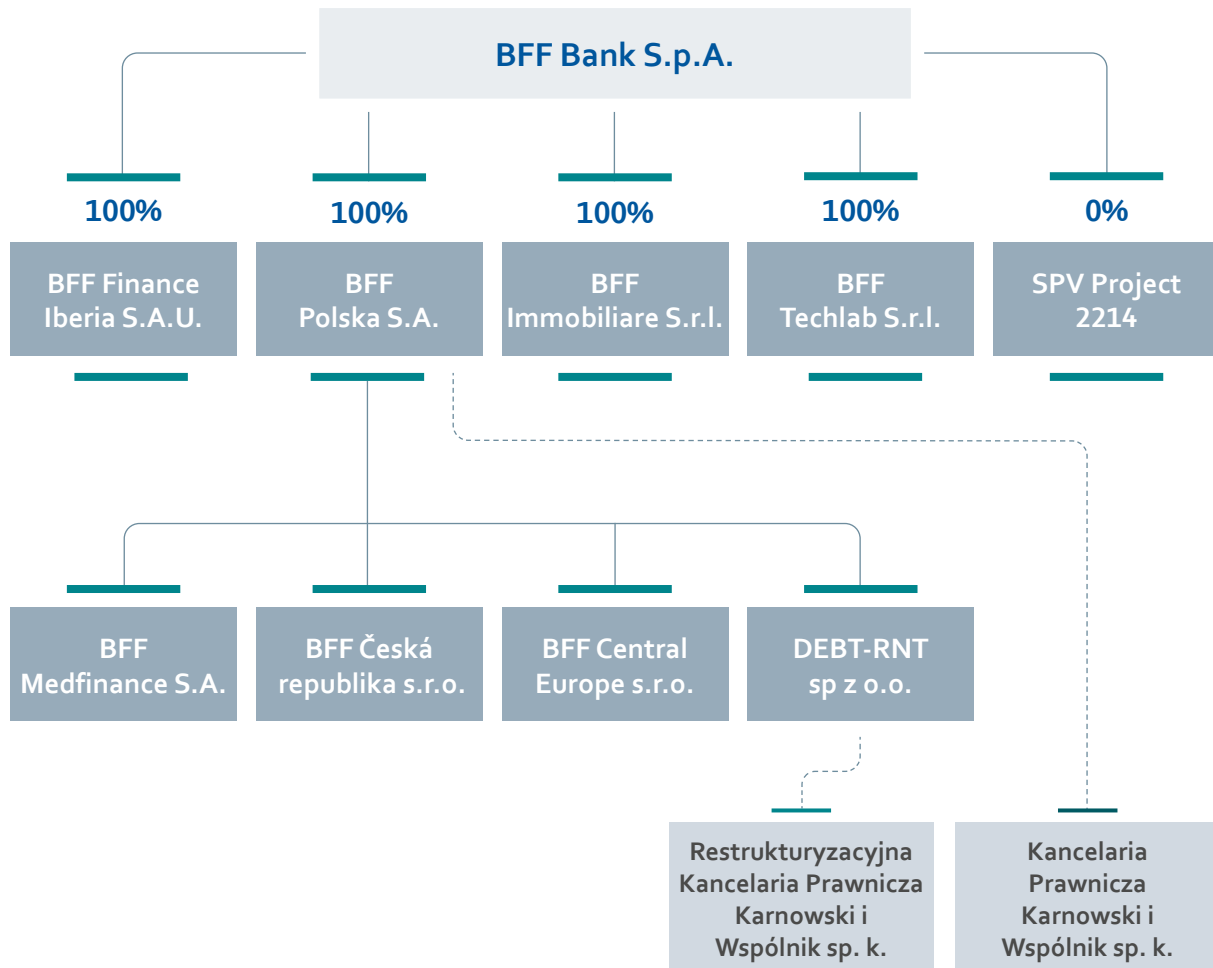 BFF Bank S.p.A.
100%
100%
100%
100%
0%
BFF Finance
Iberia S.A.U.
BFF
Polska S.A.
BFF
Immobiliare S.r.l.
BFF
Techlab S.r.l.
SPV Project
2214
BFF
Medfinance S.A.
BFF Česká
republika s.r.o.
BFF Central
Europe s.r.o.
DEBT-RNT
sp z o.o.
Restrukturyzacyjna
Kancelaria Prawnicza
Karnowski i
Wspólnik sp. k.
Kancelaria
Prawnicza
Karnowski i
Wspólnik sp. k.